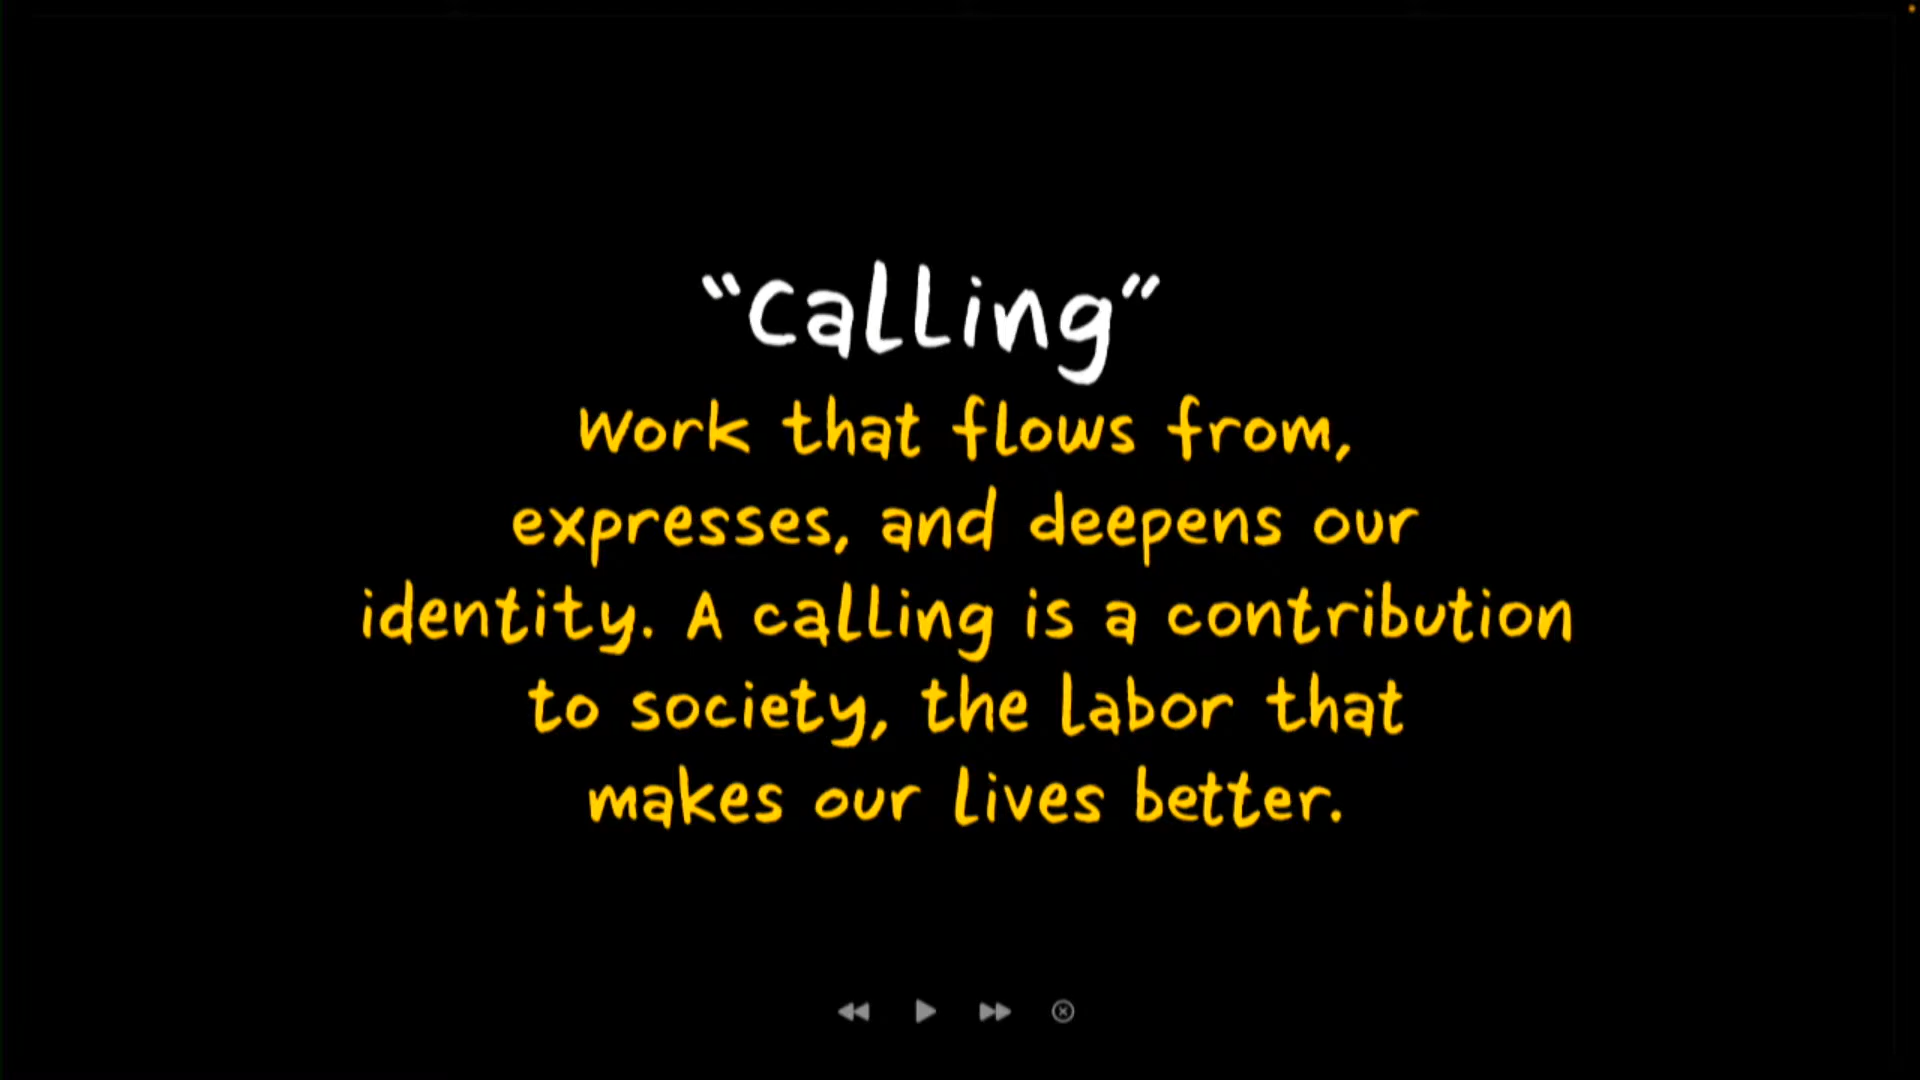 “Calling”
Work that flows from,
expresses, and deepens our
identity. A calling is a contribution
to society, the labor that
makes our lives better.